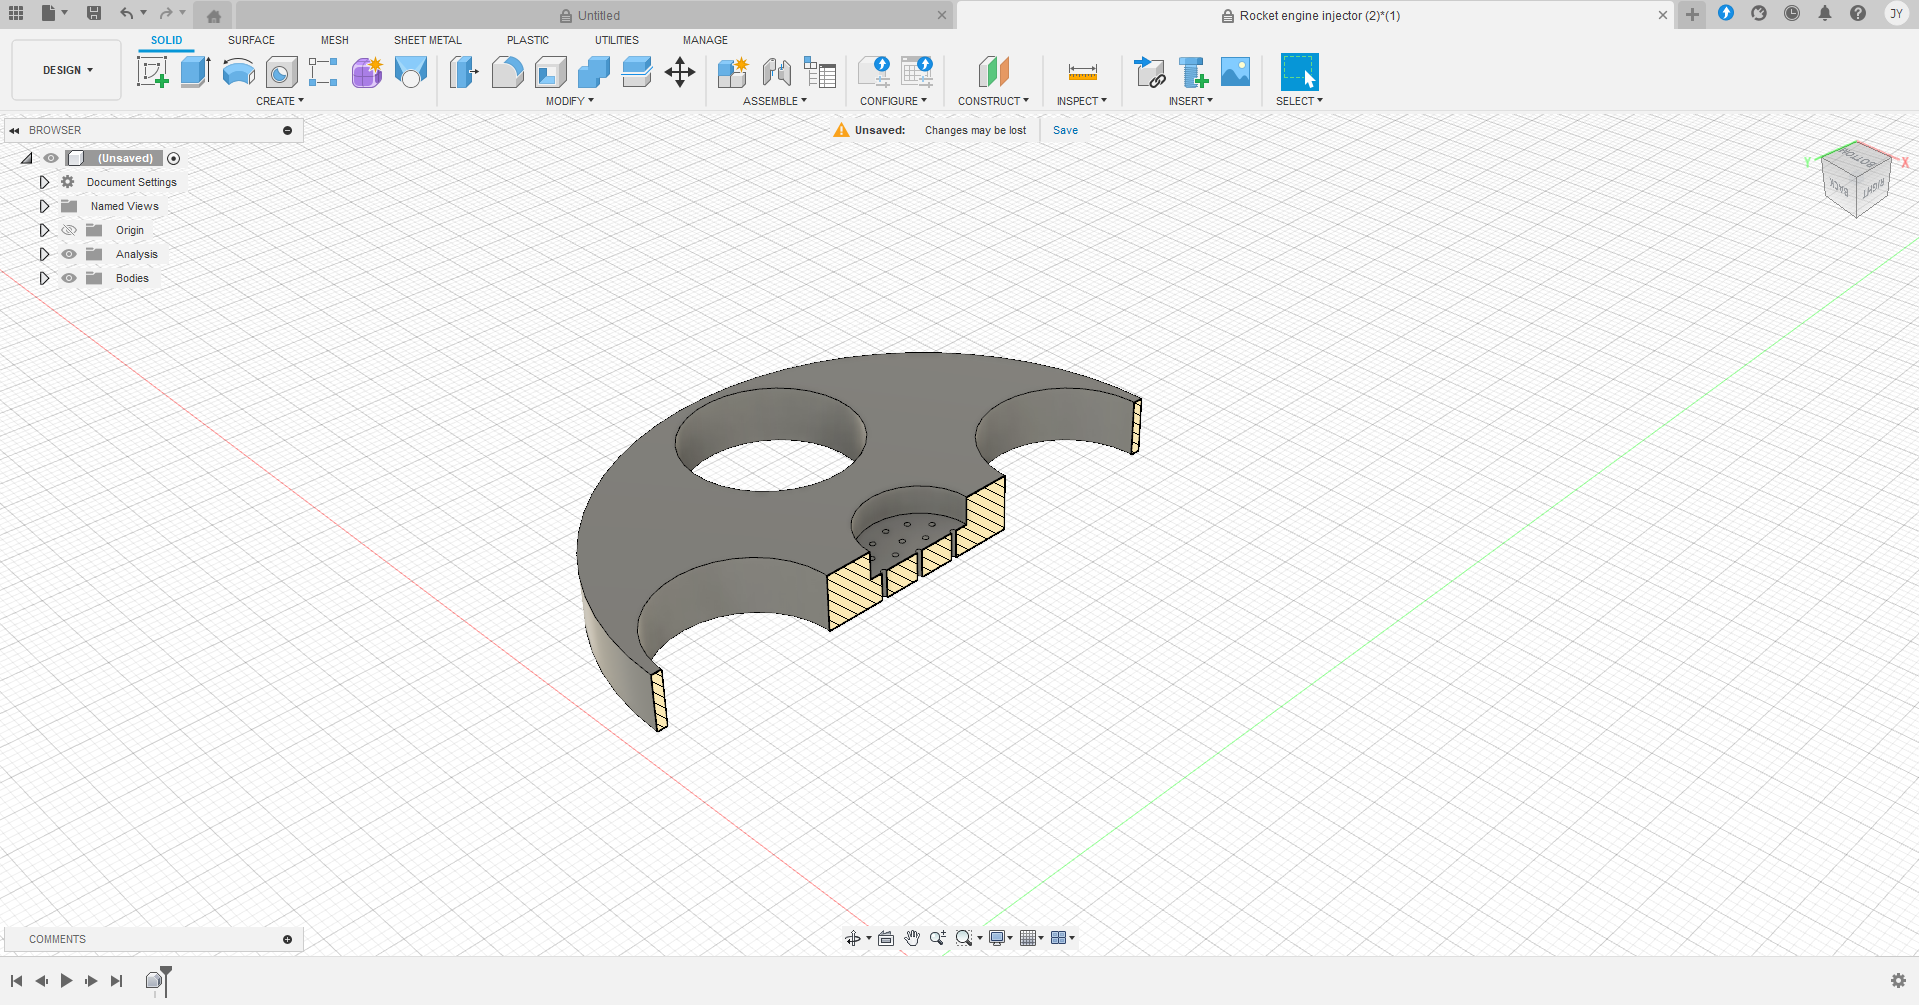 Untitled
Rocket engine injector (2)*(1)
JY
DESIGN
SOLID SURFACE MESH SHEET METAL PLASTIC UTILITIES MANAGE
CREATE MODIFY ASSEMBLE CONFIGURE CONSTRUCT INSPECT INSERT SELECT
BROWSER
Unsaved: Changes may be lost Save
(Unsaved)
Document Settings
Named Views
Origin
Analysis
Bodies
Y X
BOTTOM
BACK RIGHT
COMMENTS